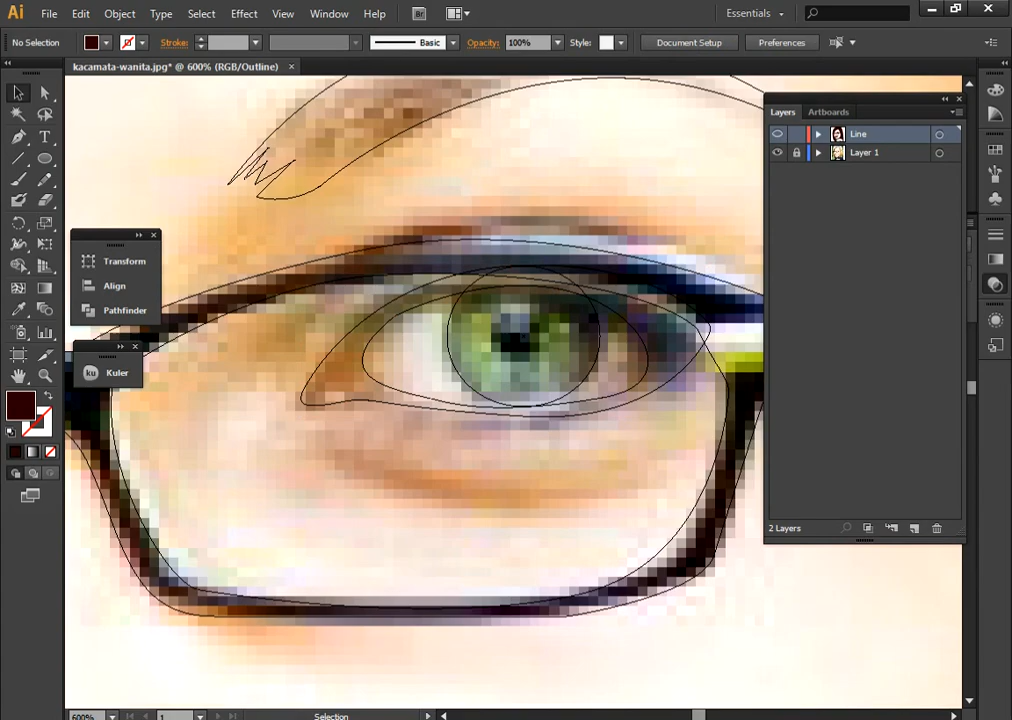 Ai File Edit Object Type Select Effect View Window Help Br Essentials
No Selection Stroke: Basic Opacity: 100% Style: Document Setup Preferences
kacamata-wanita.jpg* @ 600% (RGB/Outline) ×
Layers Artboards
Line
Layer 1
Transform
Align
Pathfinder
ku Kuler
2 Layers
600% 1 Selection